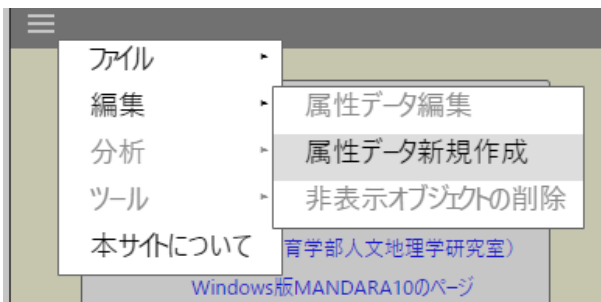 ファイル
編集
分析
ツール
本サイトについて
属性データ編集
属性データ新規作成
非表示オブジェクトの削除
育学部人文地理学研究室）
Windows版MANDARA10のページ